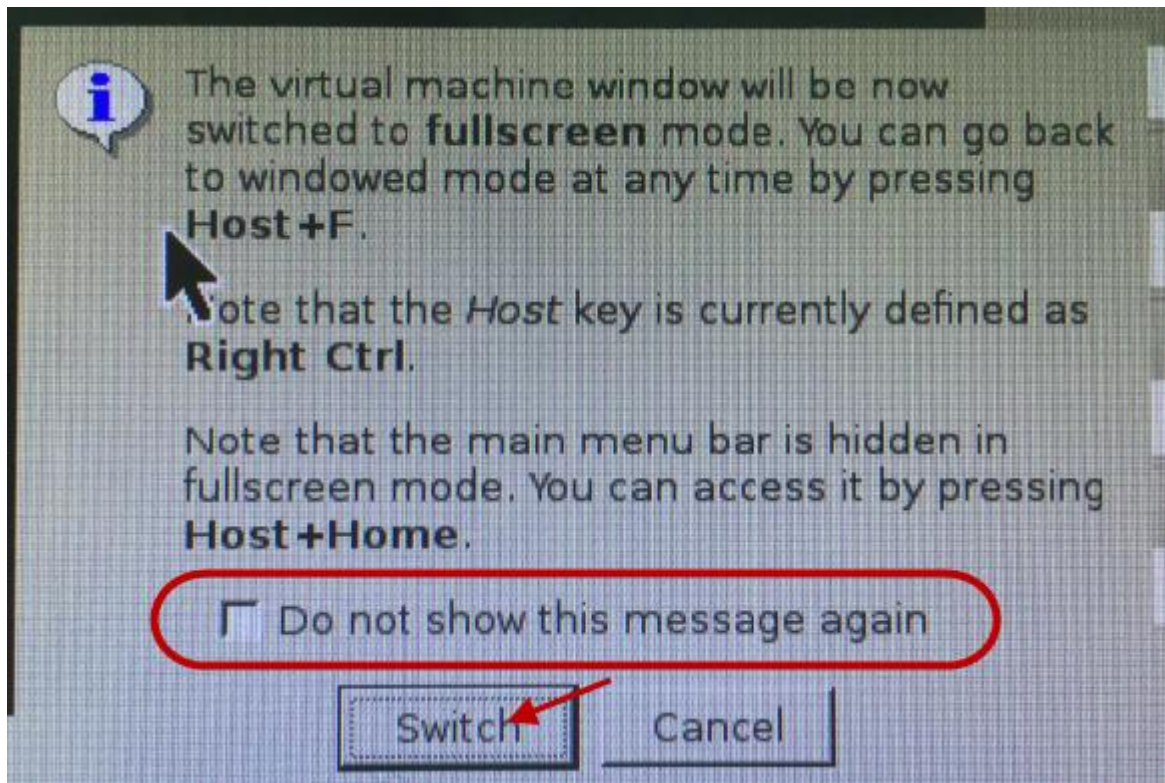 The virtual machine window will be now
switched to fullscreen mode. You can go back
to windowed mode at any time by pressing
Host+F.
Note that the Host key is currently defined as
Right Ctrl.
Note that the main menu bar is hidden in
fullscreen mode. You can access it by pressing
Host+Home.
Do not show this message again
Switch Cancel